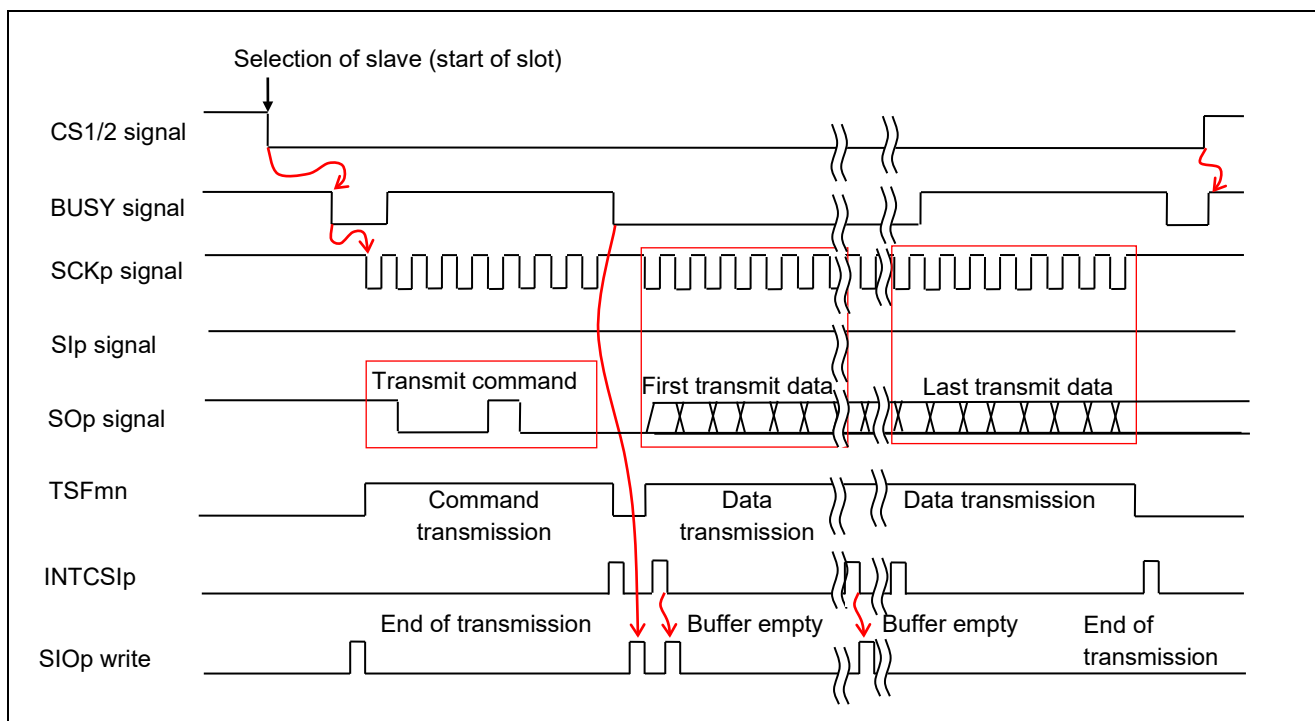 Selection of slave (start of slot)
CS1/2 signal
BUSY signal
SCKp signal
SIp signal
Transmit command
First transmit data
Last transmit data
SOp signal
TSFmn
Command
transmission
Data
transmission
Data transmission
INTCSIp
End of transmission
Buffer empty
Buffer empty
End of
transmission
SIOp write